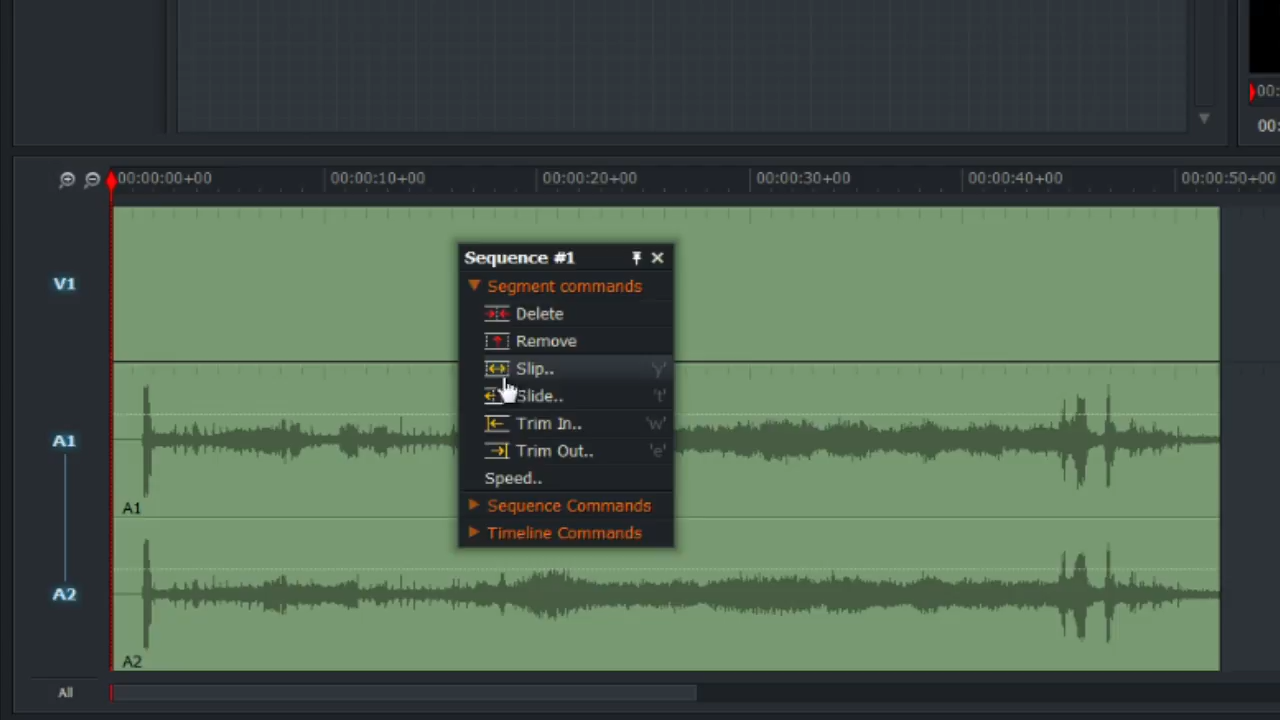 00:
00:
00:00:00+00 00:00:10+00 00:00:20+00 00:00:30+00 00:00:40+00 00:00:50+00
Sequence #1
Segment commands
V1
Delete
Remove
Slip.. 'y'
Slide.. 't'
Trim In.. 'w'
A1
Trim Out.. 'e'
Speed..
Sequence Commands
A1
Timeline Commands
A2
A2
All